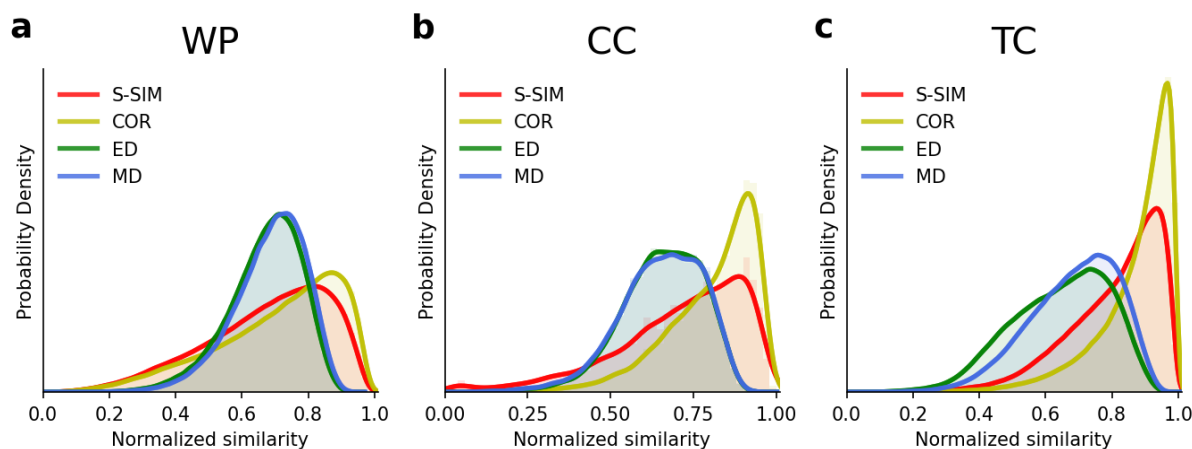 a
WP
S-SIM
COR
ED
MD
Probability Density
0.0 0.2 0.4 0.6 0.8 1.0
Normalized similarity
b
CC
S-SIM
COR
ED
MD
Probability Density
0.00 0.25 0.50 0.75 1.00
Normalized similarity
c
TC
S-SIM
COR
ED
MD
Probability Density
0.0 0.2 0.4 0.6 0.8 1.0
Normalized similarity